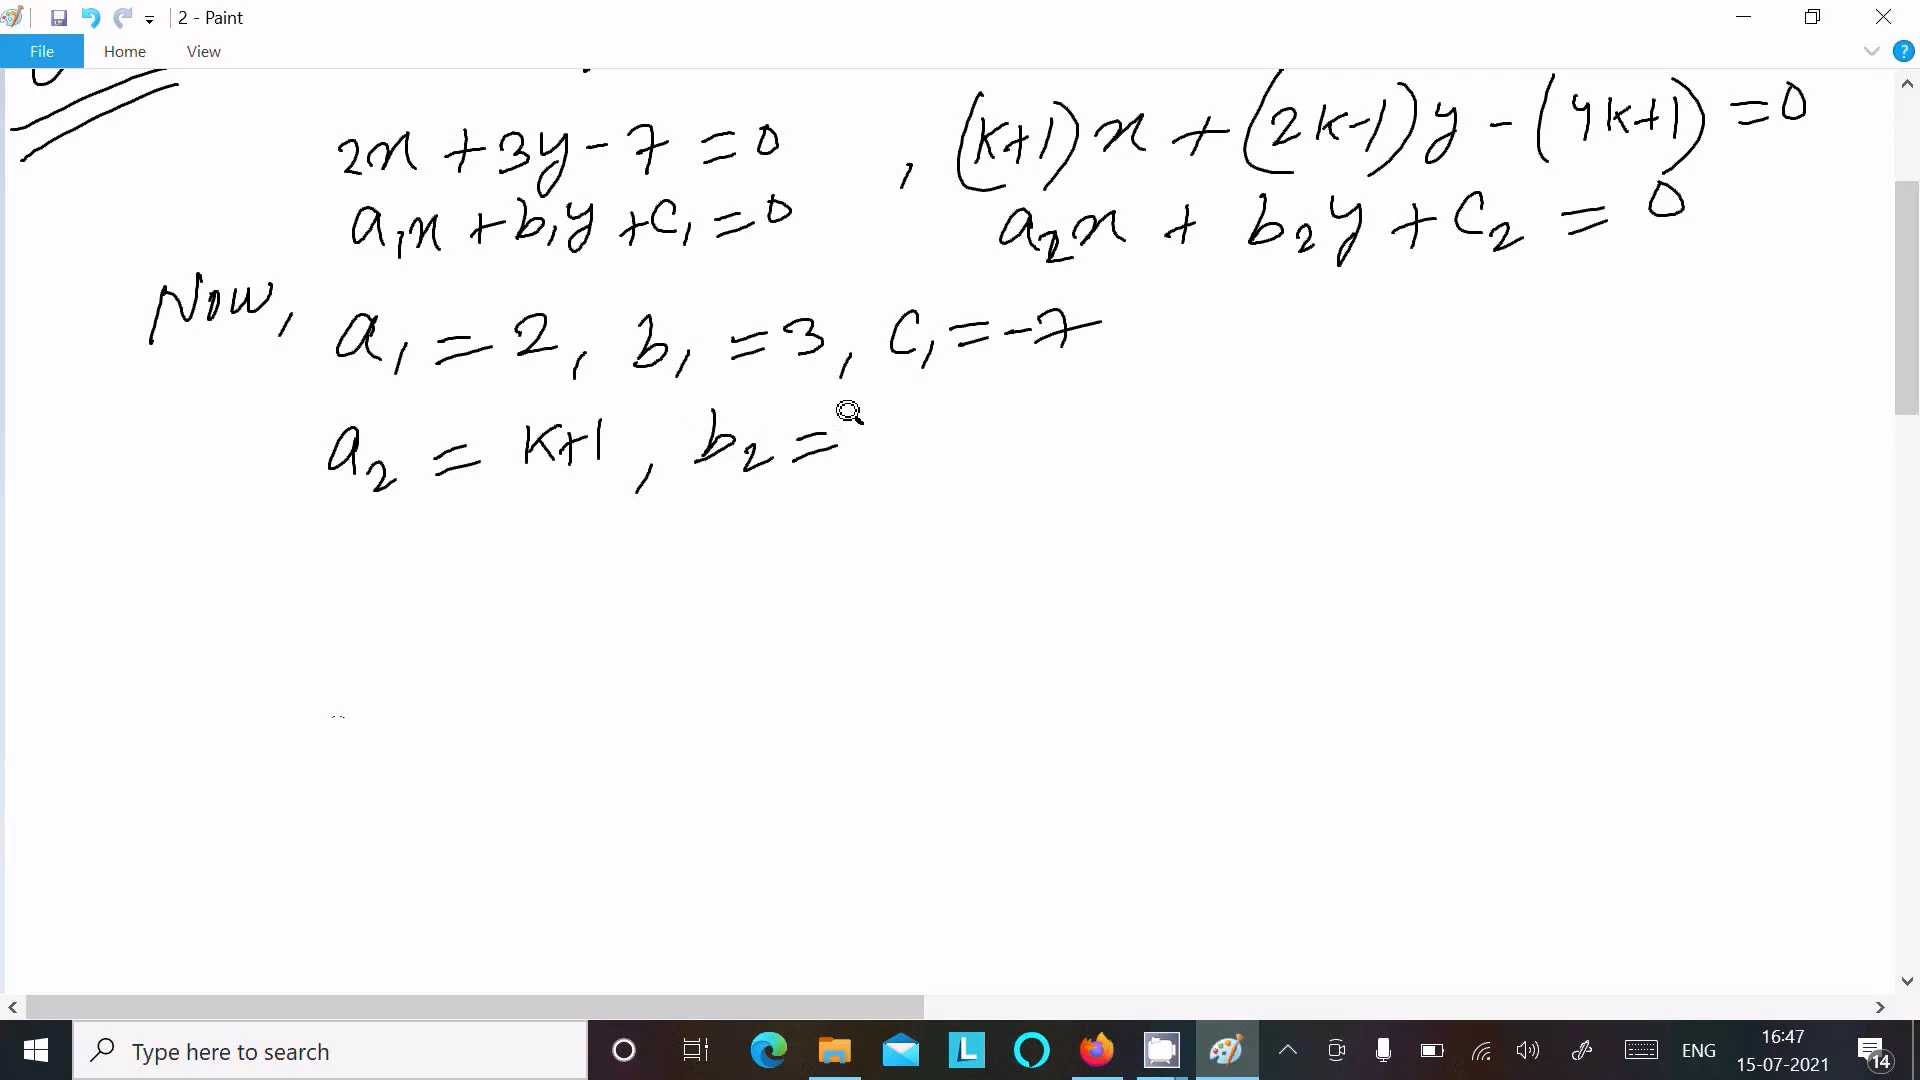 2 - Paint
File Home View
2x + 3y - 7 = 0 , (k+1)x + (2k-1)y - (4k+1) = 0
a₁x + b₁y + c₁ = 0 a₂x + b₂y + c₂ = 0
Now, a₁ = 2, b₁ = 3, c₁ = -7
a₂ = k+1, b₂ =
Type here to search
ENG
16:47
15-07-2021
14